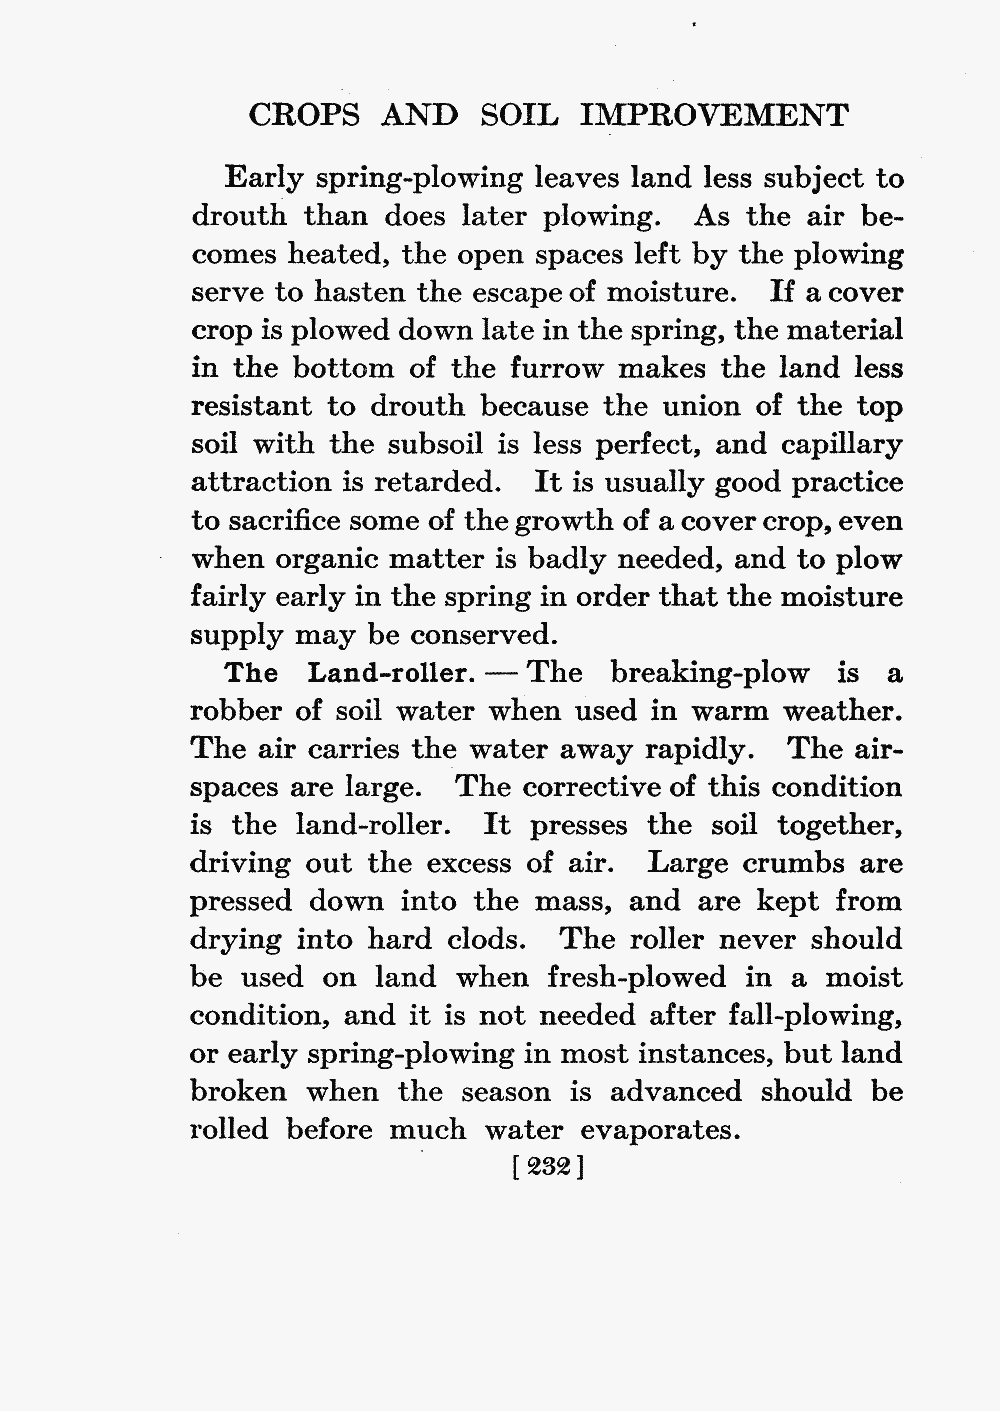 CROPS AND SOIL IMPROVEMENT
Early spring-plowing leaves land less subject to
drouth than does later plowing. As the air be-
comes heated, the open spaces left by the plowing
serve to hasten the escape of moisture. If a cover
crop is plowed down late in the spring, the material
in the bottom of the furrow makes the land less
resistant to drouth because the union of the top
soil with the subsoil is less perfect, and capillary
attraction is retarded. It is usually good practice
to sacrifice some of the growth of a cover crop, even
when organic matter is badly needed, and to plow
fairly early in the spring in order that the moisture
supply may be conserved.
The Land-roller. — The breaking-plow is a
robber of soil water when used in warm weather.
The air carries the water away rapidly. The air-
spaces are large. The corrective of this condition
is the land-roller. It presses the soil together,
driving out the excess of air. Large crumbs are
pressed down into the mass, and are kept from
drying into hard clods. The roller never should
be used on land when fresh-plowed in a moist
condition, and it is not needed after fall-plowing,
or early spring-plowing in most instances, but land
broken when the season is advanced should be
rolled before much water evaporates.
[232]